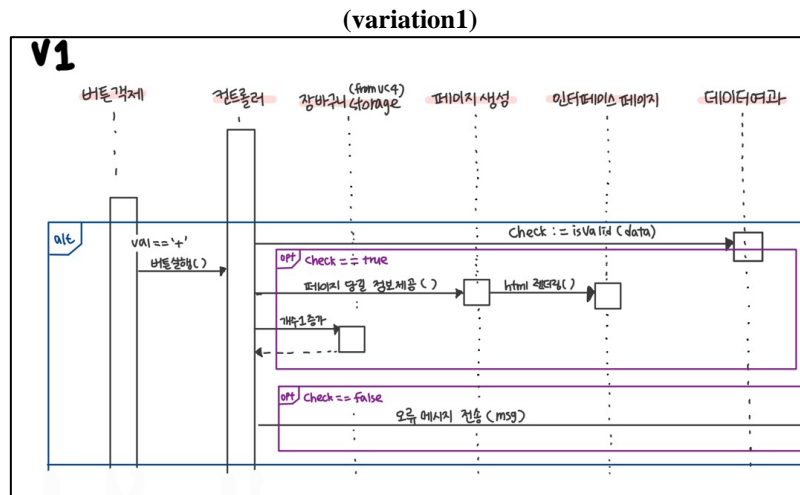 (variation1)
V1
버튼객체
컨트롤러
장바구니 (from UC4)
storage
페이지 생성
인터페이스 페이지
데이터여과
alt
val=='+'
버튼실행()
check := isValid(data)
opt check == true
페이지 담길 정보제공()
html 렌더링()
개수1증가
opt check == false
오류 메시지 전송(msg)